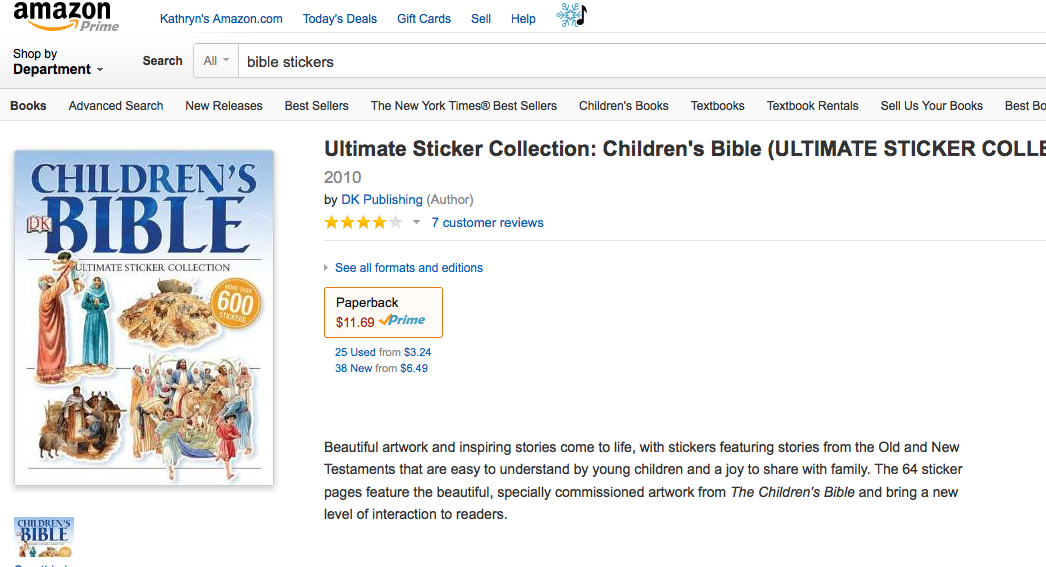 amazon
Prime
Kathryn's Amazon.com Today's Deals Gift Cards Sell Help
Shop by
Department
Search All bible stickers
Books Advanced Search New Releases Best Sellers The New York Times® Best Sellers Children's Books Textbooks Textbook Rentals Sell Us Your Books Best Bo
CHILDREN'S
DK BIBLE
ULTIMATE STICKER COLLECTION
MORE THAN
600
STICKERS
Ultimate Sticker Collection: Children's Bible (ULTIMATE STICKER COLLE
2010
by DK Publishing (Author)
7 customer reviews
See all formats and editions
Paperback
$11.69 Prime
25 Used from $3.24
38 New from $6.49
Beautiful artwork and inspiring stories come to life, with stickers featuring stories from the Old and New
Testaments that are easy to understand by young children and a joy to share with family. The 64 sticker
pages feature the beautiful, specially commissioned artwork from The Children's Bible and bring a new
level of interaction to readers.
CHILDREN'S
BIBLE